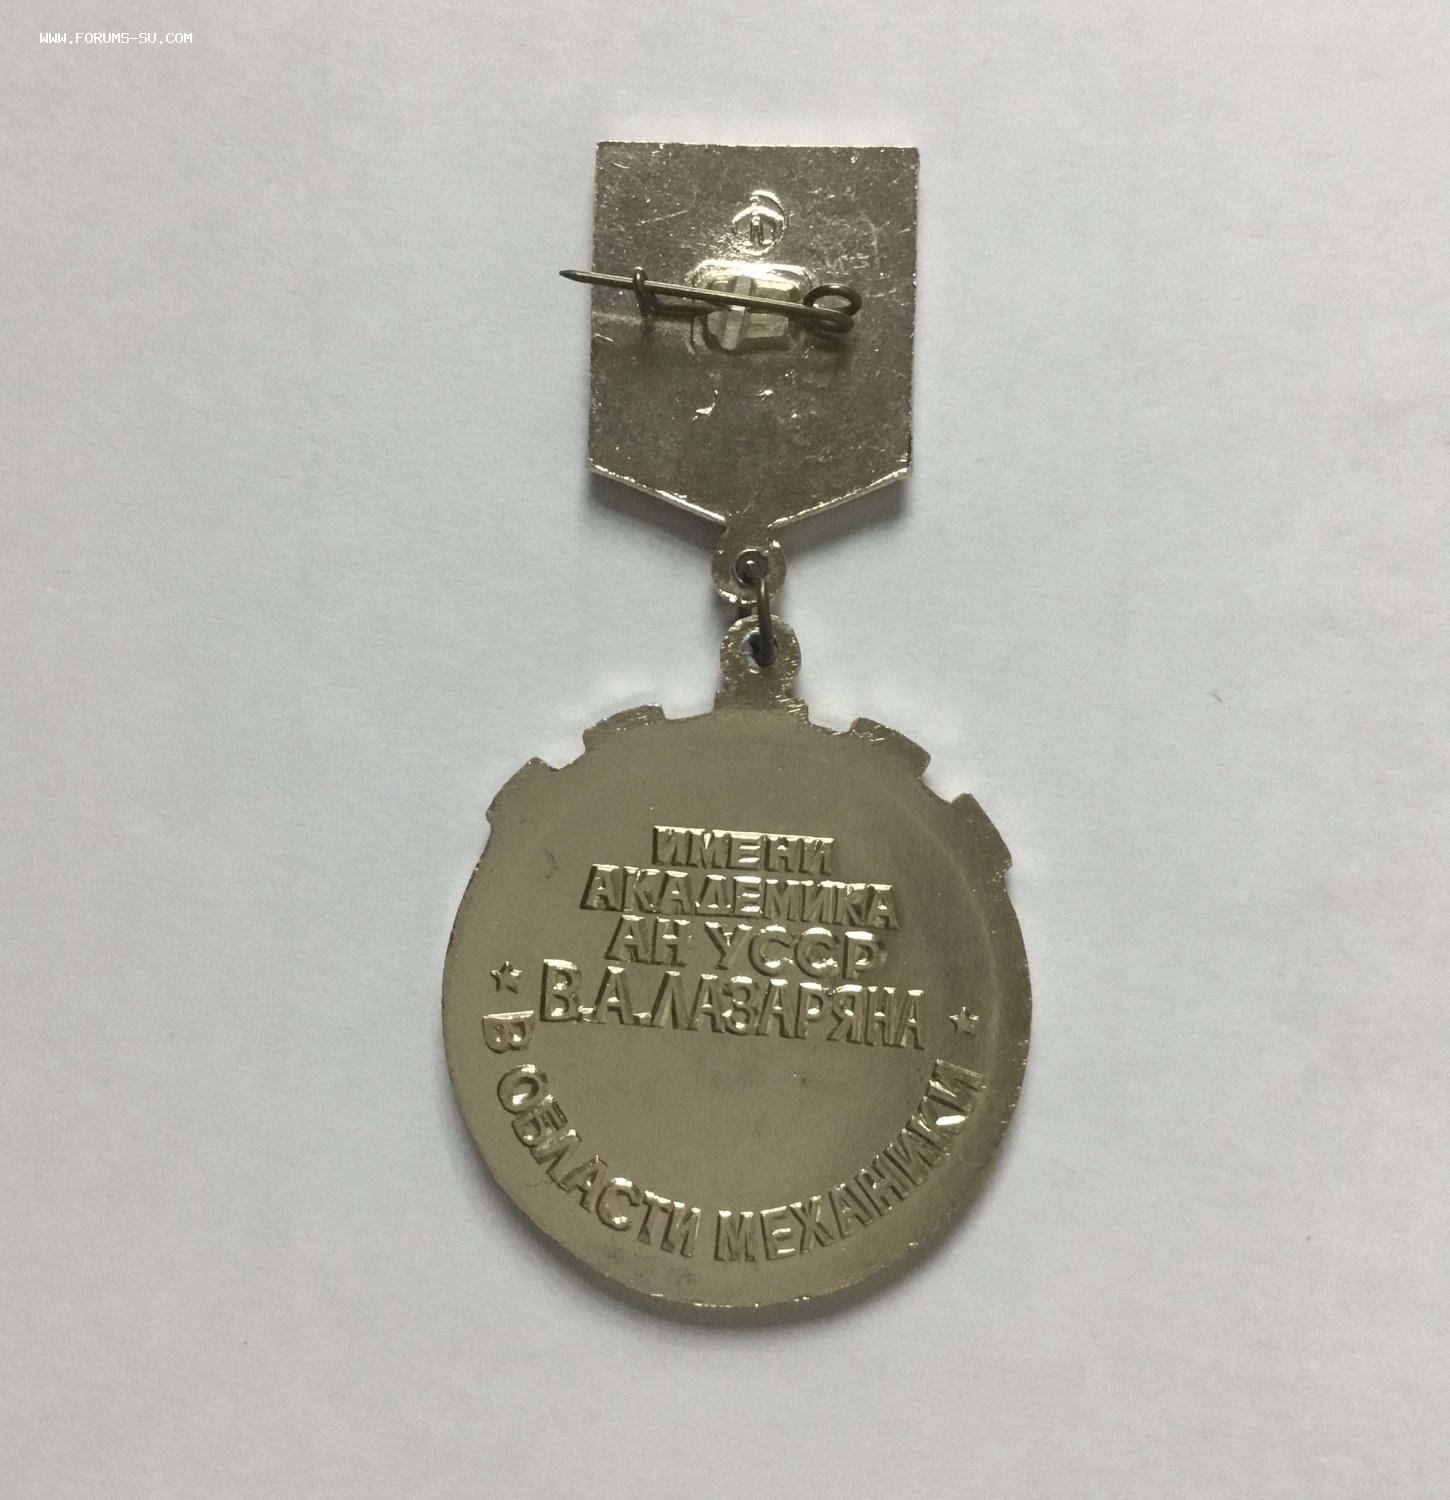 WWW.FORUMS-SU.COM
ИМЕНИ
АКАДЕМИКА
АН УССР
В.А.ЛАЗАРЯНА
В ОБЛАСТИ МЕХАНИКИ